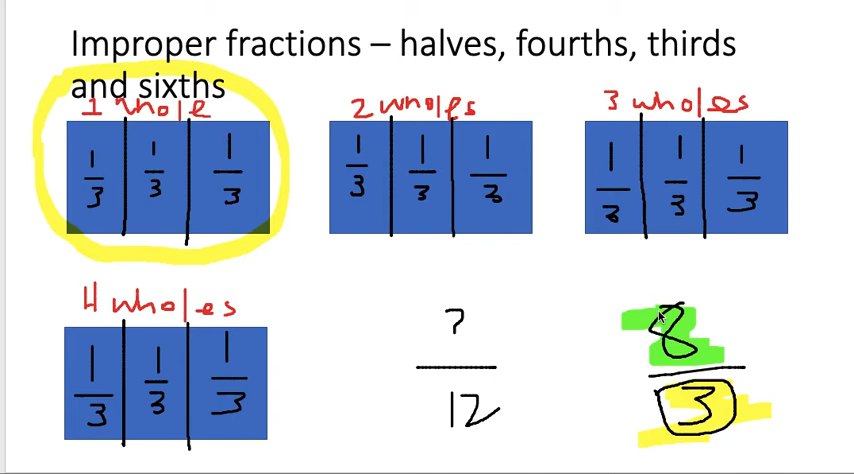 Improper fractions – halves, fourths, thirds
and sixths
1 whole
2 wholes
3 wholes
1/3 1/3 1/3
1/3 1/3 1/3
1/3 1/3 1/3
4 wholes
1/3 1/3 1/3
?/12
8/3